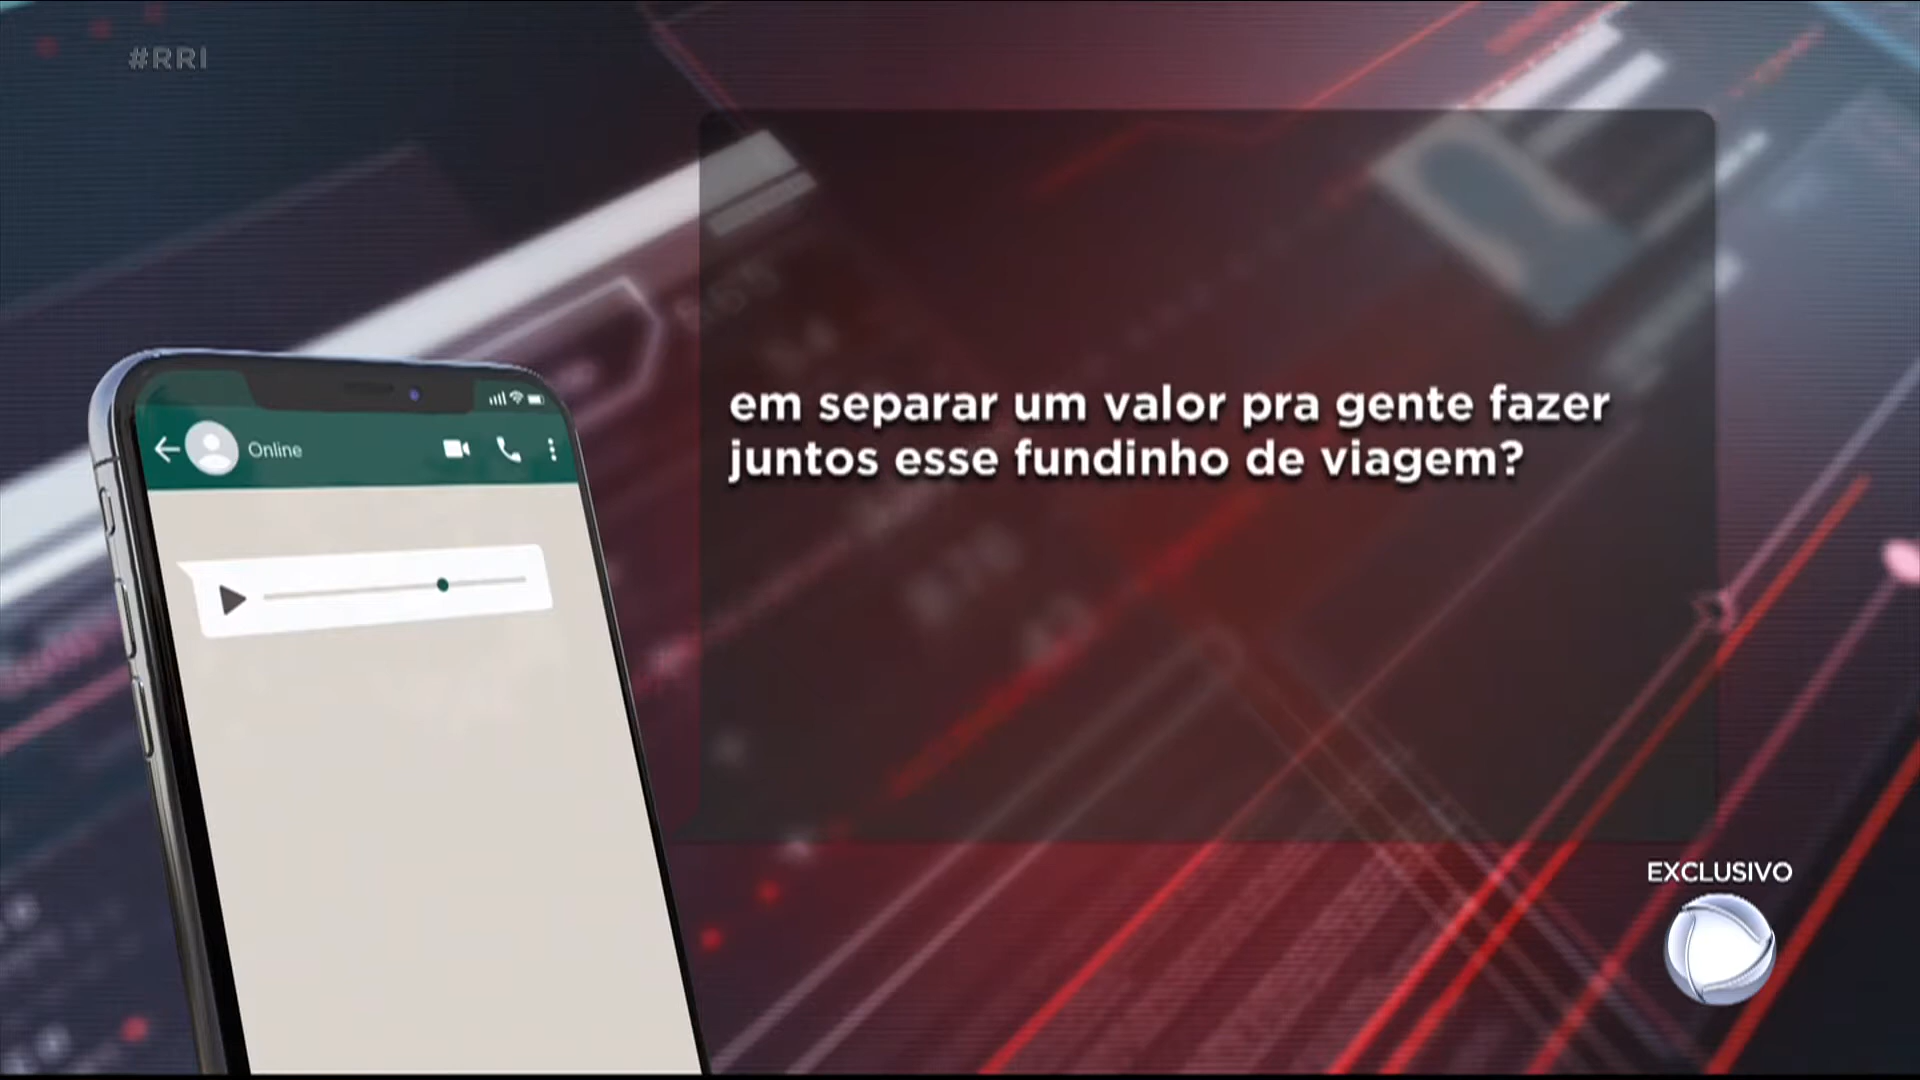 #RRI
Online
em separar um valor pra gente fazer
juntos esse fundinho de viagem?
EXCLUSIVO